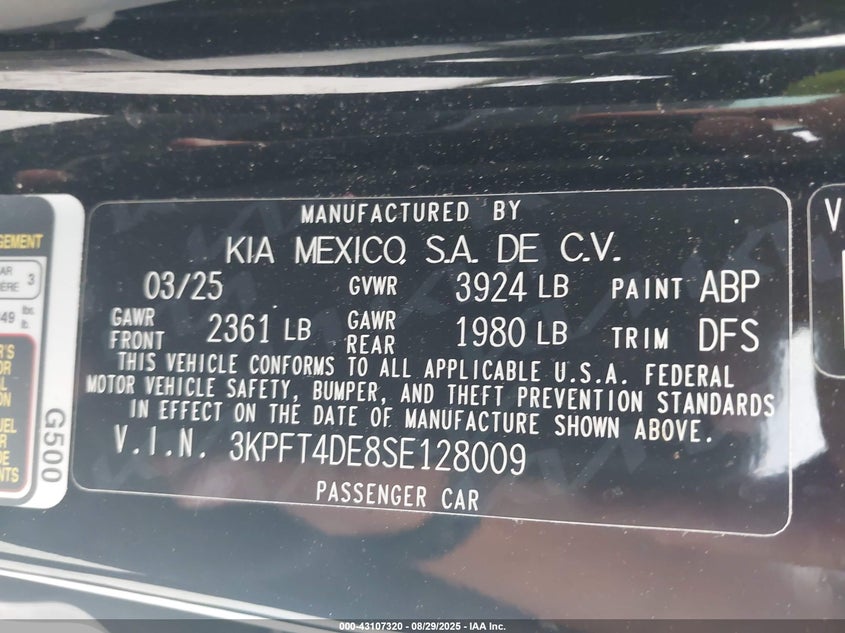 MANUFACTURED BY
KIA MEXICO, S.A. DE C.V.
03/25 GVWR 3924 LB PAINT ABP
GAWR FRONT 2361 LB GAWR REAR 1980 LB TRIM DFS
THIS VEHICLE CONFORMS TO ALL APPLICABLE U.S.A. FEDERAL
MOTOR VEHICLE SAFETY, BUMPER, AND THEFT PREVENTION STANDARDS
IN EFFECT ON THE DATE OF MANUFACTURE SHOWN ABOVE.
V.I.N. 3KPFT4DE8SE128009
PASSENGER CAR
G500
3
lbs.
lb.
V
000-43107320 - 08/29/2025 - IAA Inc.